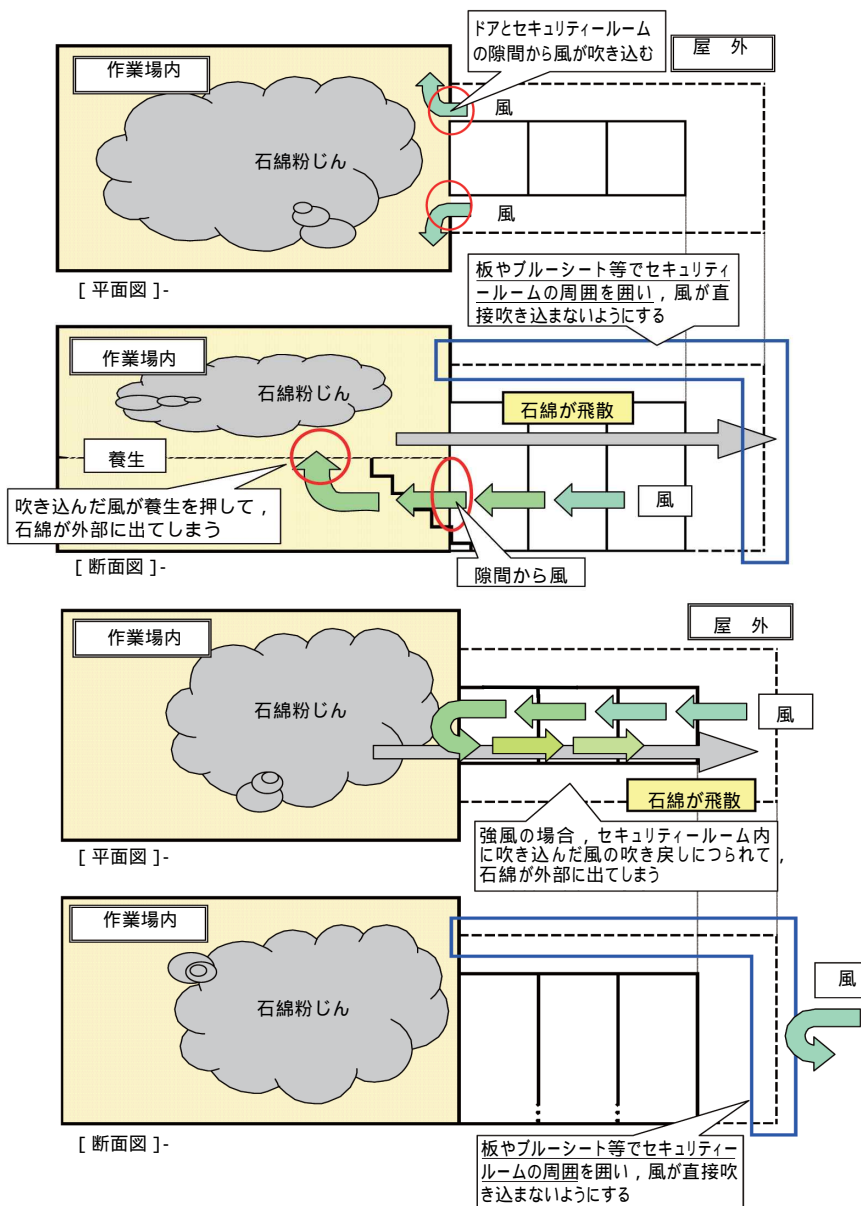 ドアとセキュリティールーム
の隙間から風が吹き込む
屋 外
作業場内
風
石綿粉じん
風
[ 平面図 ]-
板やブルーシート等でセキュリティ
ールームの周囲を囲い，風が直
接吹き込まないようにする
作業場内
石綿粉じん
石綿が飛散
養生
吹き込んだ風が養生を押して，
石綿が外部に出てしまう
風
隙間から風
[ 断面図 ]-
作業場内
屋 外
石綿粉じん
風
石綿が飛散
強風の場合，セキュリティールーム内
に吹き込んだ風の吹き戻しにつられて，
石綿が外部に出てしまう
[ 平面図 ]-
作業場内
風
石綿粉じん
[ 断面図 ]-
板やブルーシート等でセキュリティー
ルームの周囲を囲い，風が直接吹
き込まないようにする